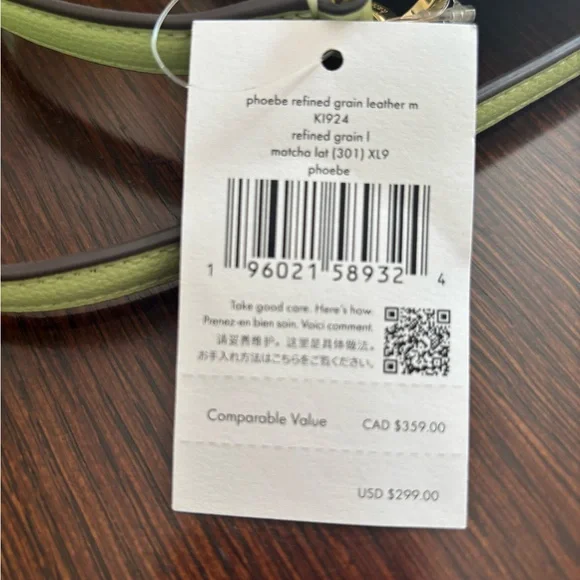 phoebe refined grain leather m
KI924
refined grain l
matcha lat (301) XL9
phoebe
1 96021 58932 4
Take good care. Here's how.
Prenez-en bien soin. Voici comment.
请妥善维护。这里是具体做法。
お手入れ方法はこちらをご覧ください。
Comparable Value CAD $359.00
USD $299.00